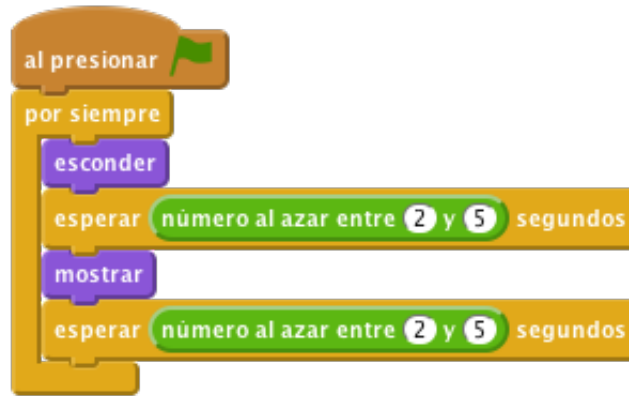 al presionar
por siempre
esconder
esperar número al azar entre 2 y 5 segundos
mostrar
esperar número al azar entre 2 y 5 segundos